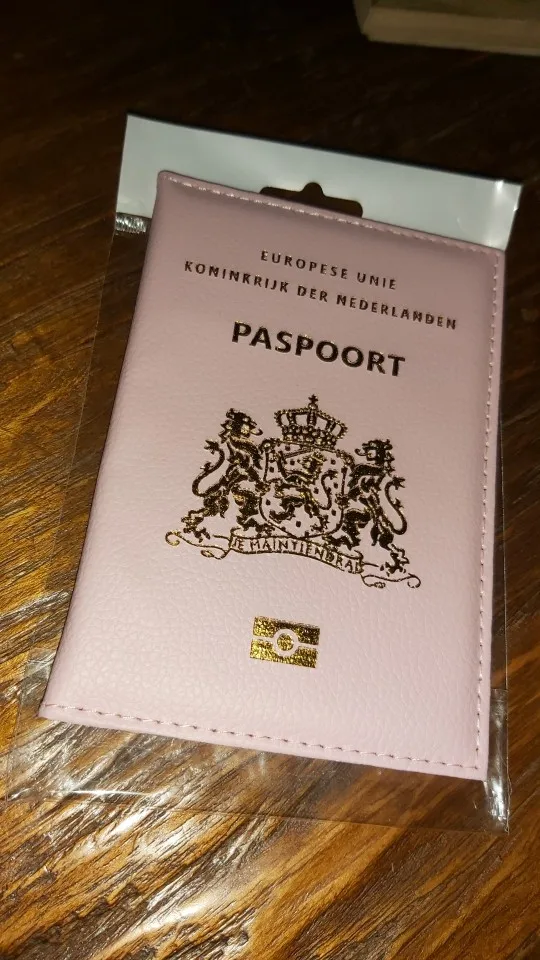 EUROPESE UNIE
KONINKRIJK DER NEDERLANDEN
PASPOORT
JE MAINTIENDRAI